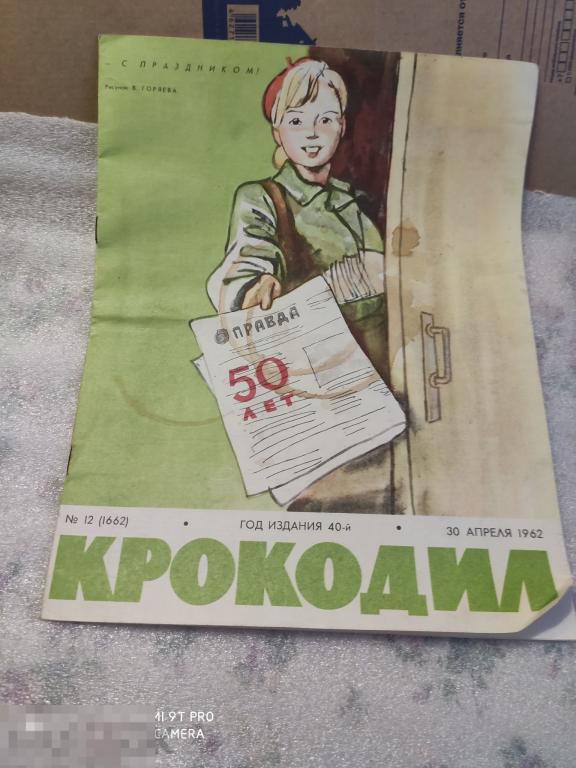 С ПРАЗДНИКОМ!
Рисунок В. ГОРЯЕВА.
ПРАВДА
50
ЛЕТ
№ 12 (1662) • ГОД ИЗДАНИЯ 40-й • 30 АПРЕЛЯ 1962
КРОКОДИЛ
MI 9T PRO
CAMERA